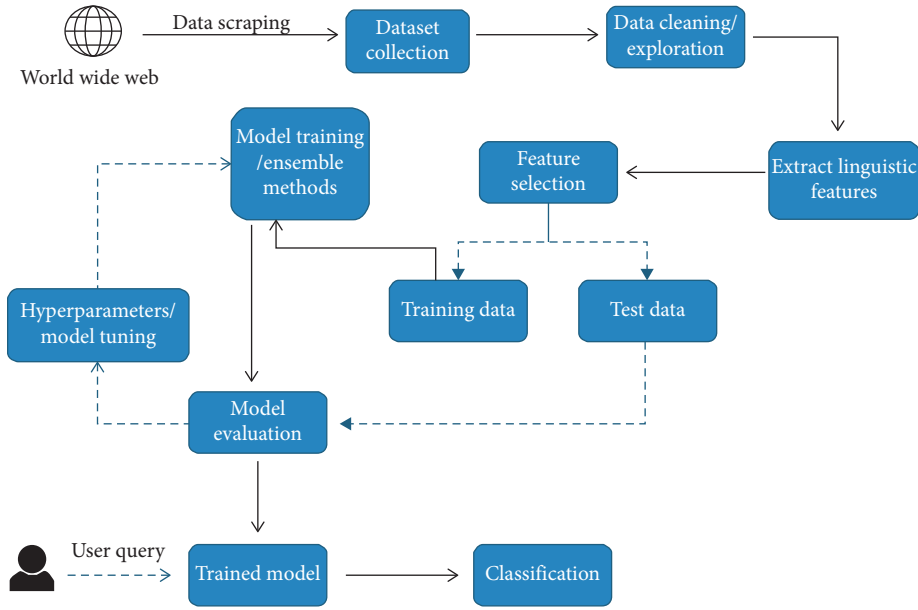 Data scraping
World wide web
Dataset
collection
Data cleaning/
exploration
Model training
/ensemble
methods
Feature
selection
Extract linguistic
features
Hyperparameters/
model tuning
Training data
Test data
Model
evaluation
User query
Trained model
Classification